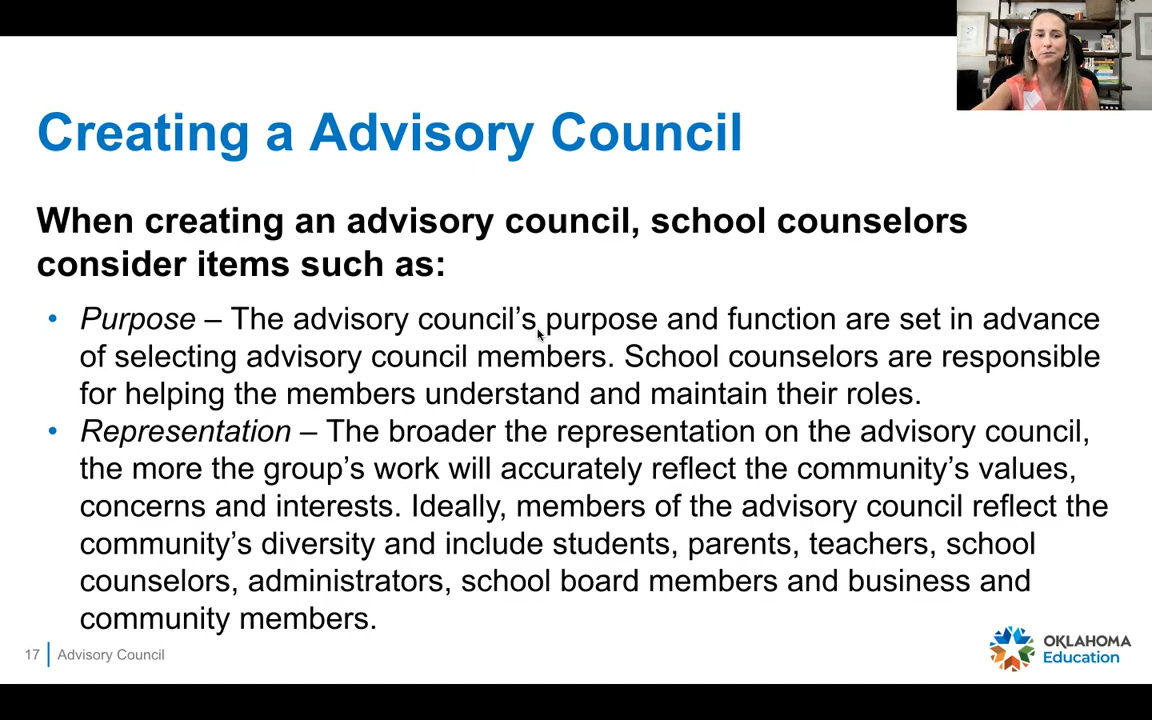 Creating a Advisory Council
When creating an advisory council, school counselors
consider items such as:
• Purpose – The advisory council’s purpose and function are set in advance
of selecting advisory council members. School counselors are responsible
for helping the members understand and maintain their roles.
• Representation – The broader the representation on the advisory council,
the more the group’s work will accurately reflect the community’s values,
concerns and interests. Ideally, members of the advisory council reflect the
community’s diversity and include students, parents, teachers, school
counselors, administrators, school board members and business and
community members.
17 Advisory Council
OKLAHOMA
Education